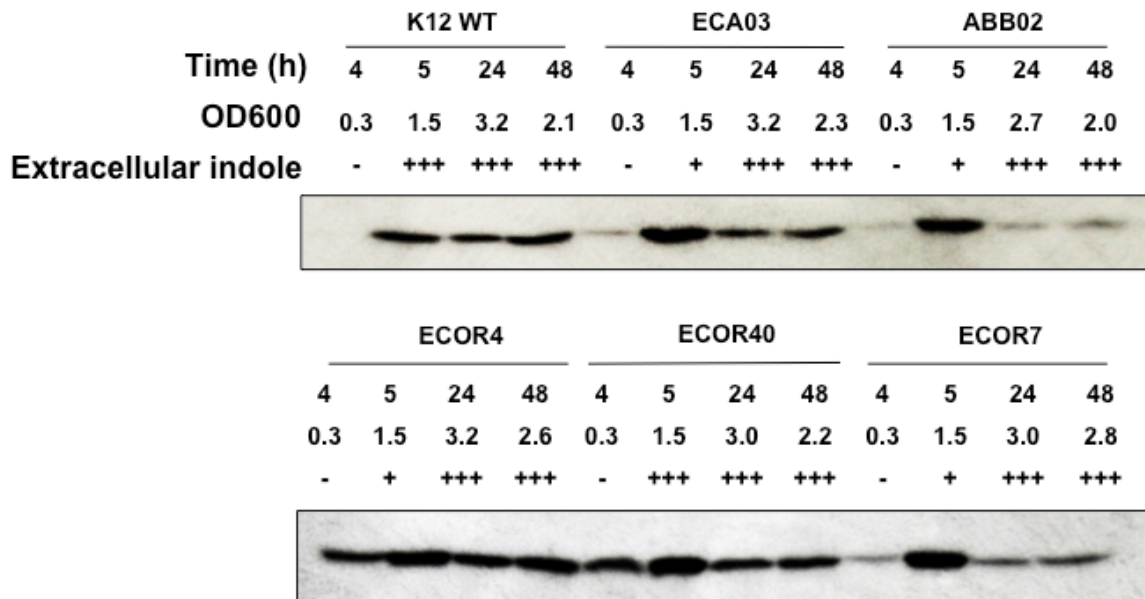 K12 WT ECA03 ABB02
Time (h) 4 5 24 48 4 5 24 48 4 5 24 48
OD600 0.3 1.5 3.2 2.1 0.3 1.5 3.2 2.3 0.3 1.5 2.7 2.0
Extracellular indole - +++ +++ +++ - + +++ +++ - + +++ +++
ECOR4 ECOR40 ECOR7
4 5 24 48 4 5 24 48 4 5 24 48
0.3 1.5 3.2 2.6 0.3 1.5 3.0 2.2 0.3 1.5 3.0 2.8
- + +++ +++ - +++ +++ +++ - + +++ +++